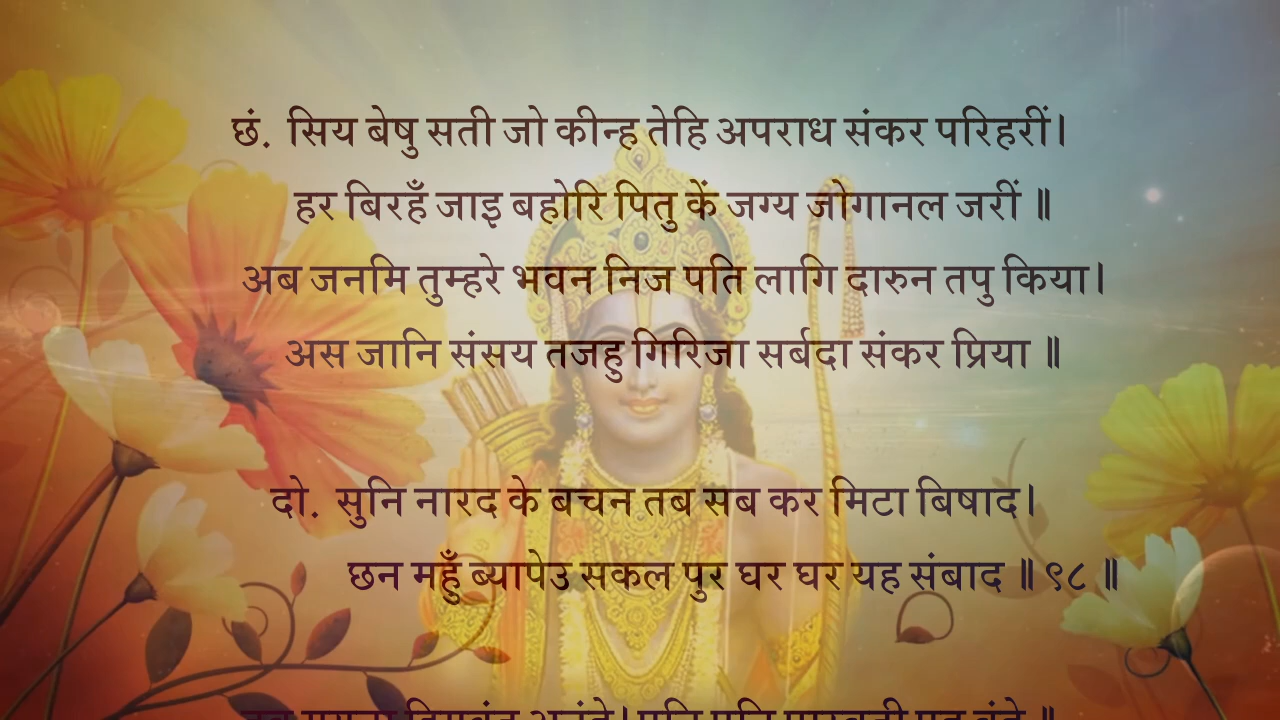 छं. सिय बेषु सती जो कीन्ह तेहि अपराध संकर परिहरीं।
हर बिरहँ जाइ बहोरि पितु कें जग्य जोगानल जरीं ॥
अब जनमि तुम्हरे भवन निज पति लागि दारुन तपु किया।
अस जानि संसय तजहु गिरिजा सर्बदा संकर प्रिया ॥
दो. सुनि नारद के बचन तब सब कर मिटा बिषाद।
छन महुँ ब्यापेउ सकल पुर घर घर यह संबाद ॥ ९८ ॥